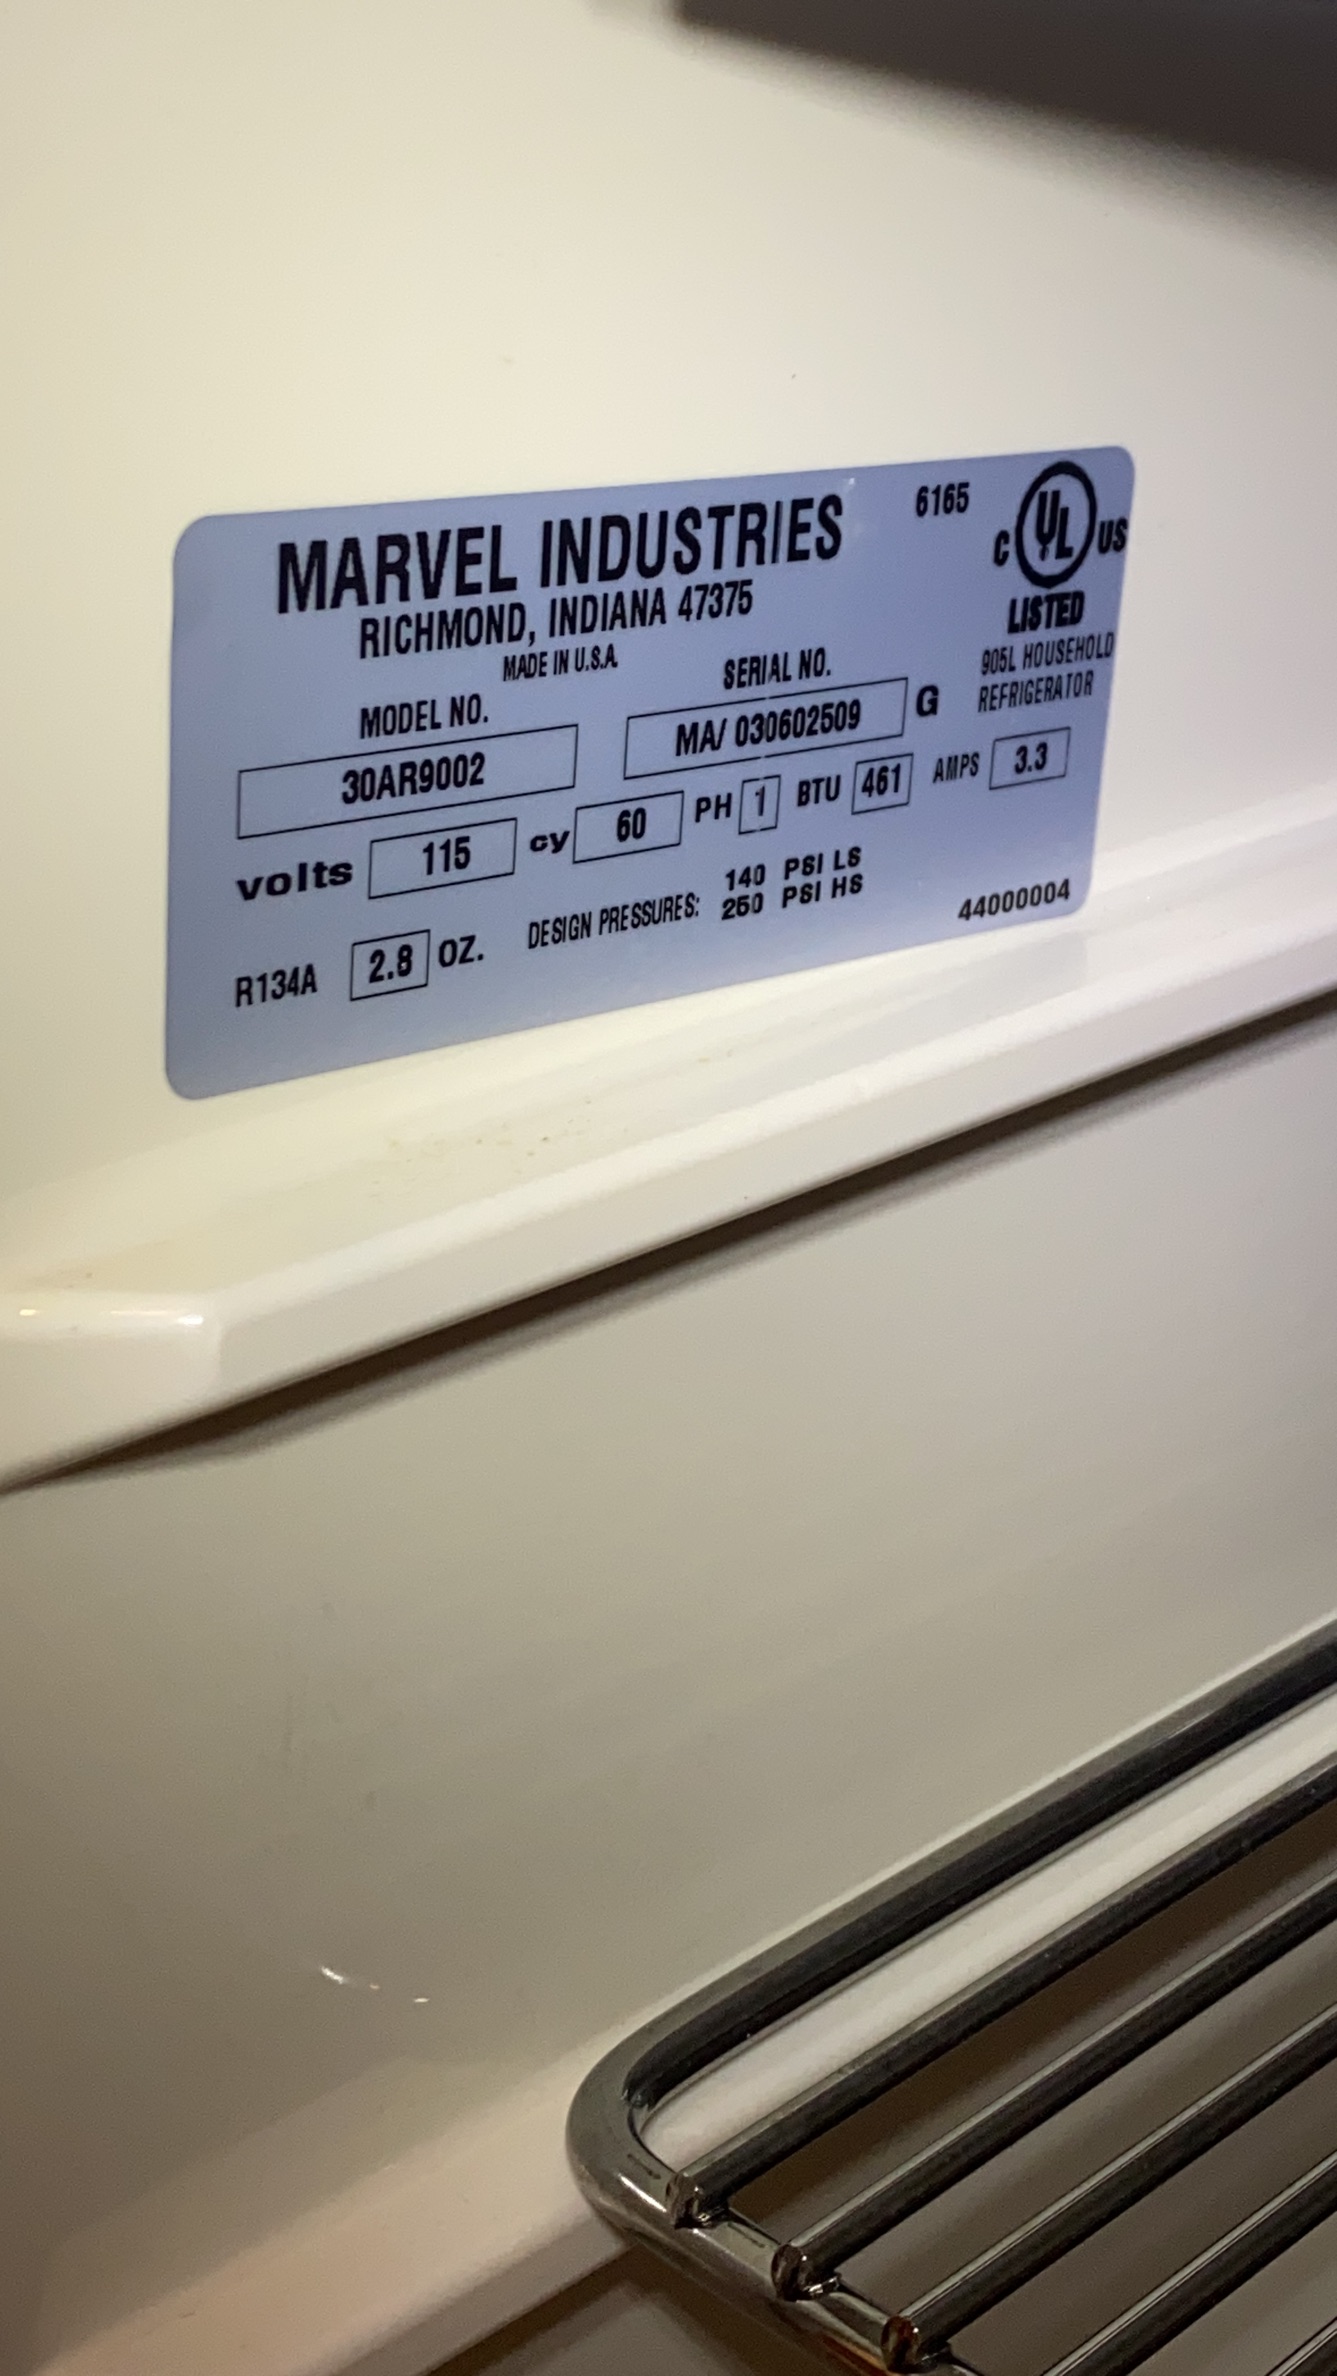 MARVEL INDUSTRIES
6165
C UL US
LISTED
905L HOUSEHOLD
REFRIGERATOR
RICHMOND, INDIANA 47375
MADE IN U.S.A.
MODEL NO.
30AR9002
SERIAL NO.
MA/ 030602509 G
volts 115 cy 60 PH 1 BTU 461 AMPS 3.3
R134A 2.8 OZ.
DESIGN PRESSURES: 140 PSI LS
250 PSI HS
44000004